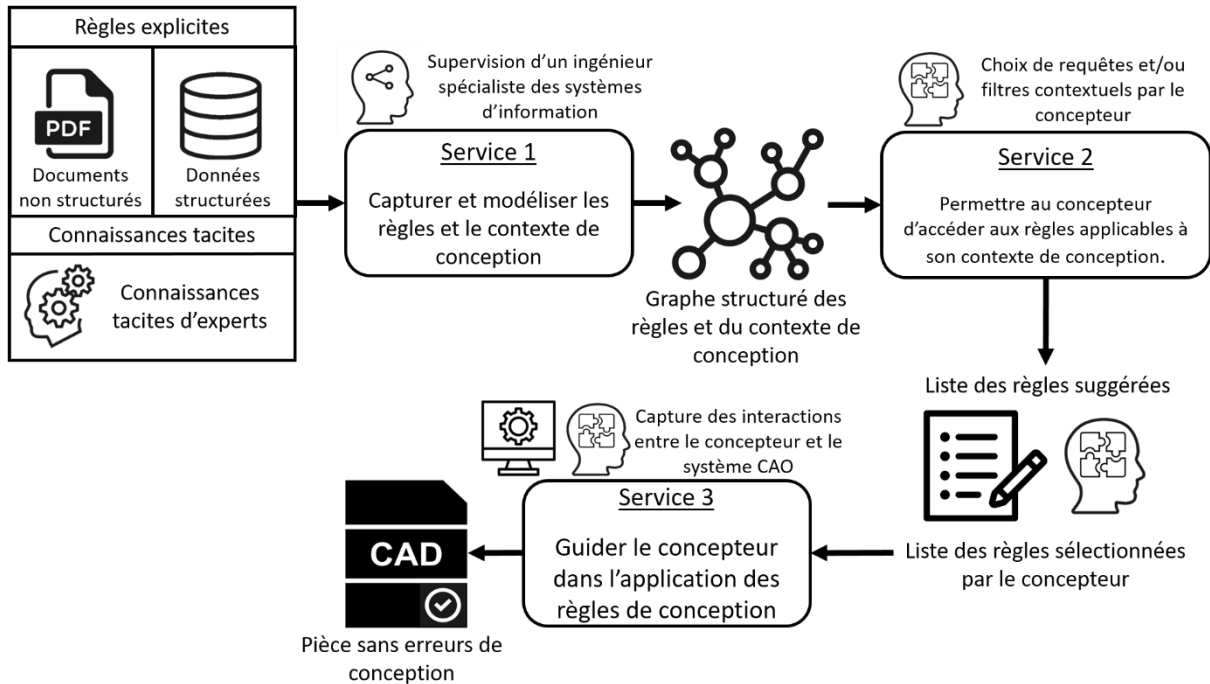 Règles explicites
PDF
Documents
non structurés
Données
structurées
Connaissances tacites
Connaissances
tacites d'experts
Supervision d'un ingénieur
spécialiste des systèmes
d'information
Service 1
Capturer et modéliser les
règles et le contexte de
conception
Graphe structuré des
règles et du contexte de
conception
Choix de requêtes et/ou
filtres contextuels par le
concepteur
Service 2
Permettre au concepteur
d'accéder aux règles applicables à
son contexte de conception.
Liste des règles suggérées
Liste des règles sélectionnées
par le concepteur
Capture des interactions
entre le concepteur et le
système CAO
Service 3
Guider le concepteur
dans l'application des
règles de conception
CAD
Pièce sans erreurs de
conception